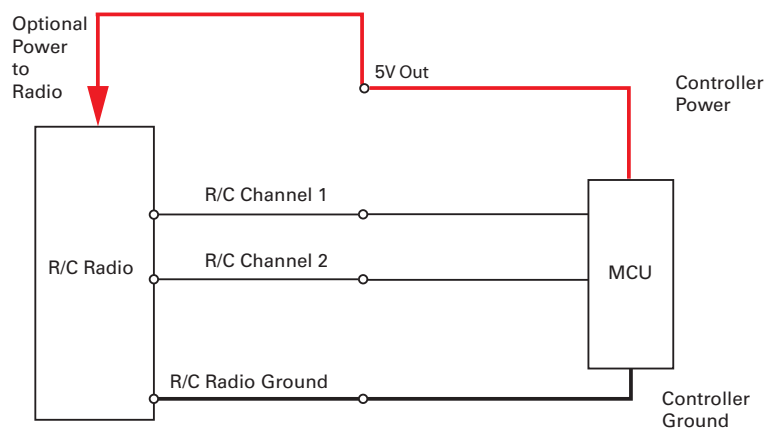 Optional
Power
to
Radio
5V Out
Controller
Power
R/C Channel 1
R/C Radio
R/C Channel 2
MCU
R/C Radio Ground
Controller
Ground